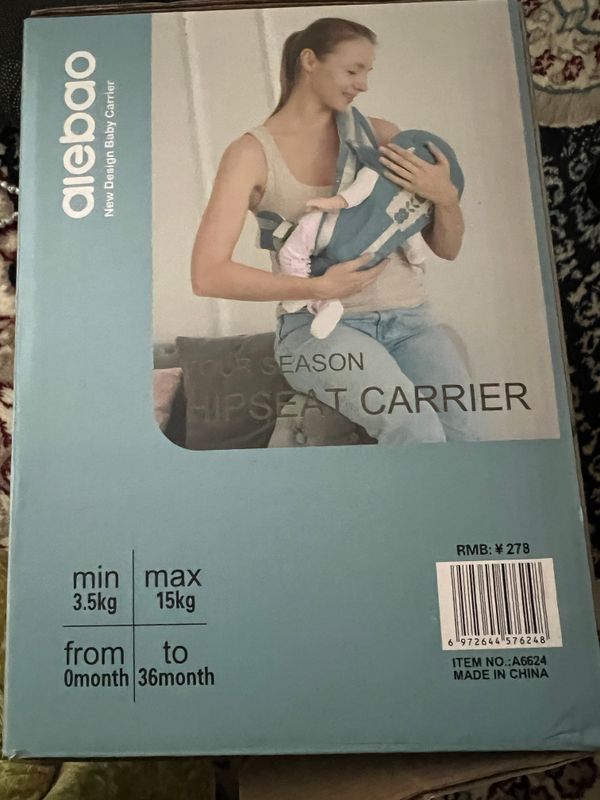 aiebao
New Design Baby Carrier
FOUR SEASON
HIPSEAT CARRIER
min max
3.5kg 15kg
from to
0month 36month
RMB: ¥ 278
6 972644 576248
ITEM NO.:A6624
MADE IN CHINA